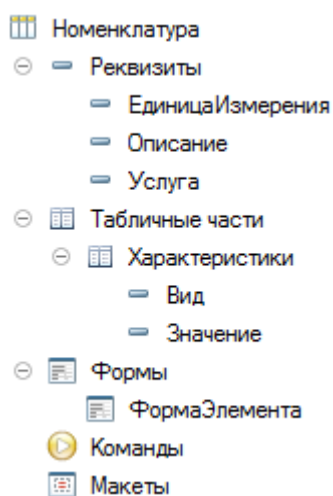 Номенклатура
Реквизиты
ЕдиницаИзмерения
Описание
Услуга
Табличные части
Характеристики
Вид
Значение
Формы
ФормаЭлемента
Команды
Макеты